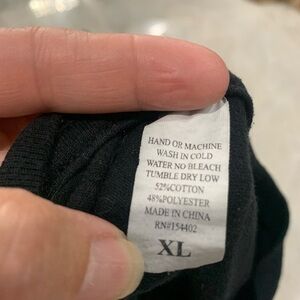 HAND OR MACHINE
WASH IN COLD
WATER NO BLEACH
TUMBLE DRY LOW
52%COTTON
48%POLYESTER
MADE IN CHINA
RN#154402
XL